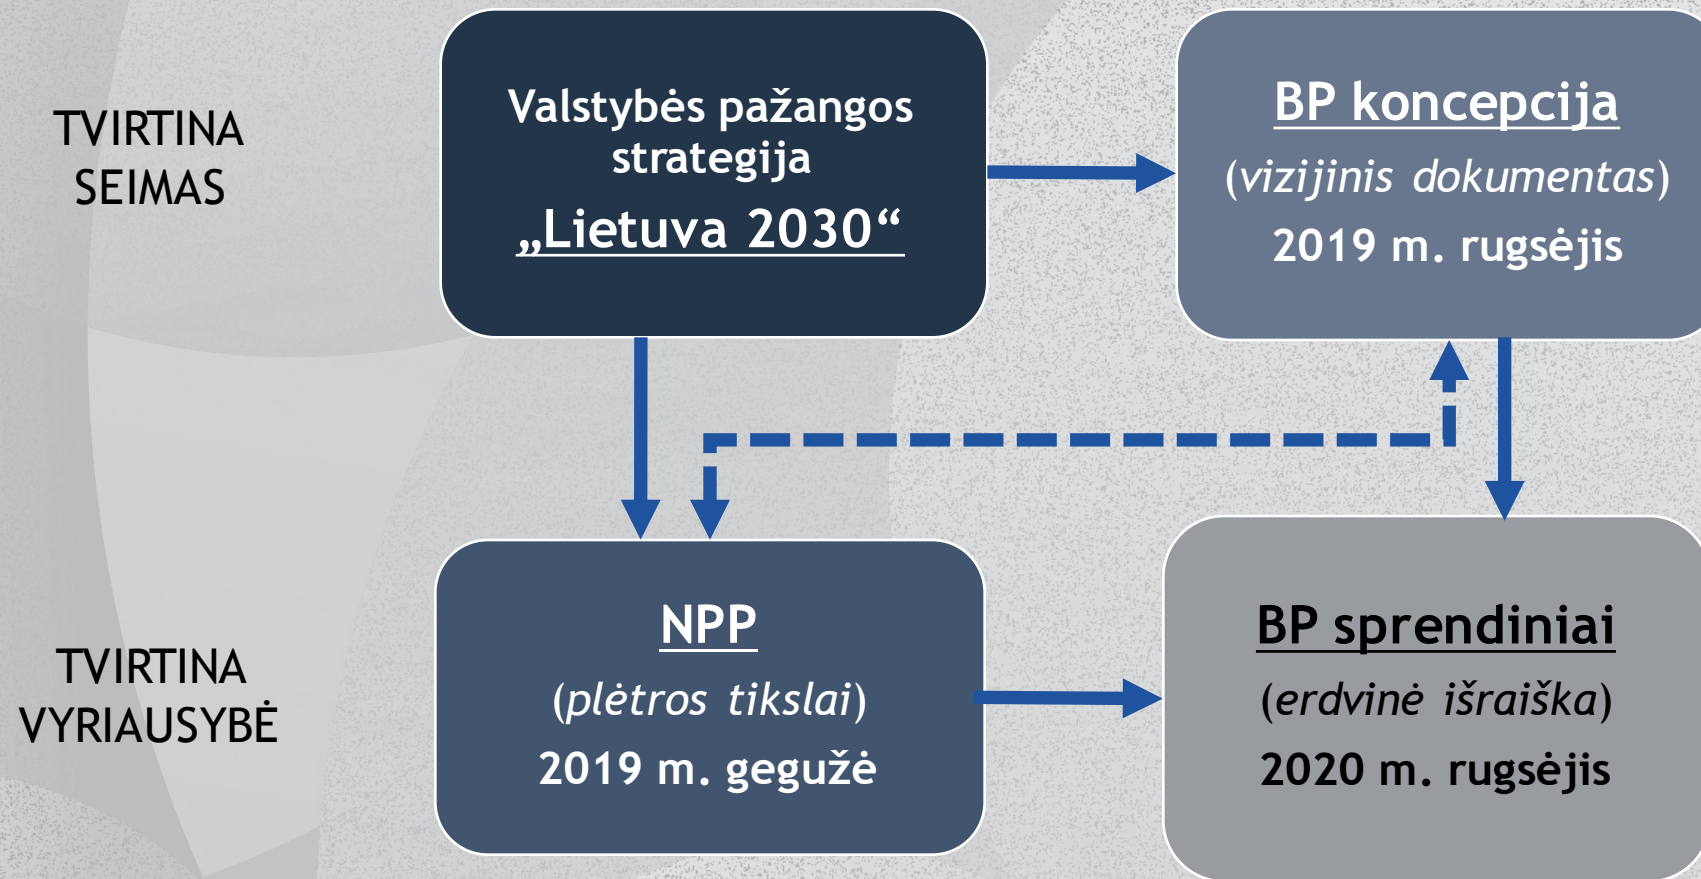 TVIRTINA
SEIMAS
Valstybės pažangos
strategija
„Lietuva 2030“
BP koncepcija
(vizijinis dokumentas)
2019 m. rugsėjis
TVIRTINA
VYRIAUSYBĖ
NPP
(plėtros tikslai)
2019 m. gegužė
BP sprendiniai
(erdvinė išraiška)
2020 m. rugsėjis